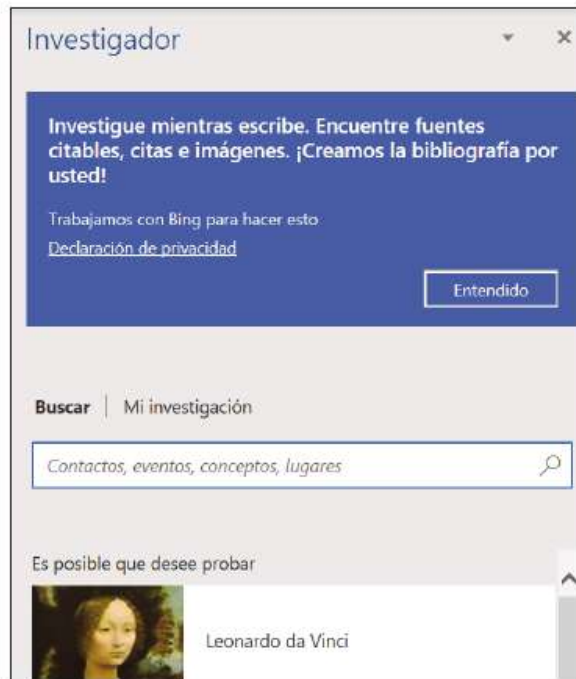 Investigador
Investigue mientras escribe. Encuentre fuentes
citables, citas e imágenes. ¡Creamos la bibliografía por
usted!
Trabajamos con Bing para hacer esto
Declaración de privacidad
Entendido
Buscar | Mi investigación
Contactos, eventos, conceptos, lugares
Es posible que desee probar
Leonardo da Vinci